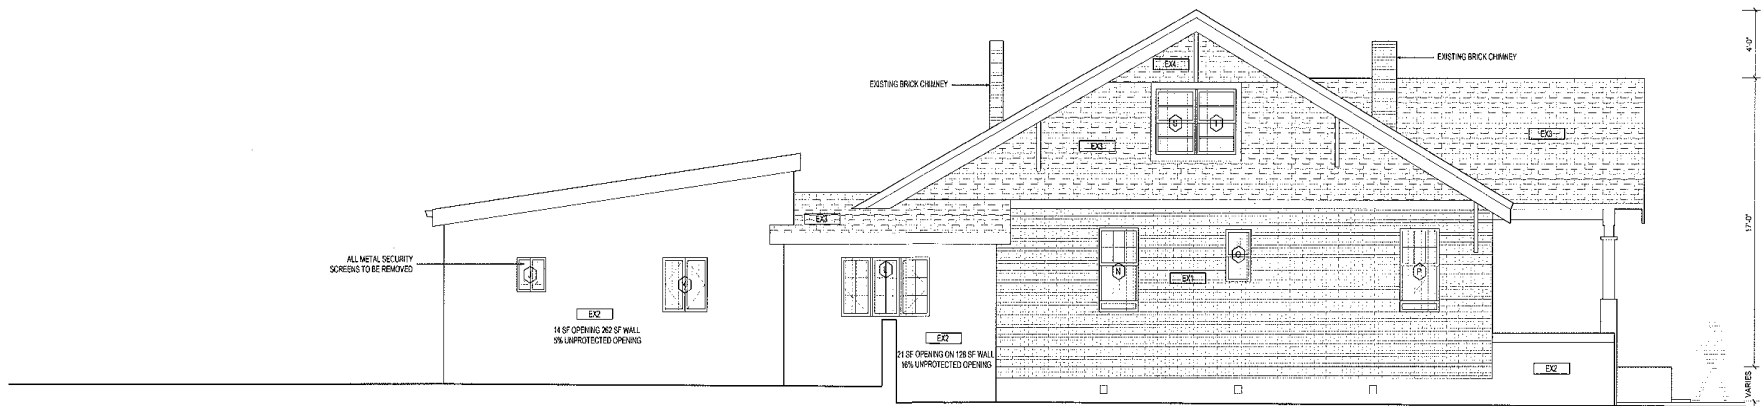 EXISTING BRICK CHIMNEY
EXISTING BRICK CHIMNEY
4'-0"
EX4
U
T
EX3
EX3
EX3
17'-0"
ALL METAL SECURITY
SCREENS TO BE REMOVED
J
K
L
N
O
P
EX1
EX2
14 SF OPENING 262 SF WALL
5% UNPROTECTED OPENING
EX2
21 SF OPENING ON 128 SF WALL
16% UNPROTECTED OPENING
EX2
VARIES